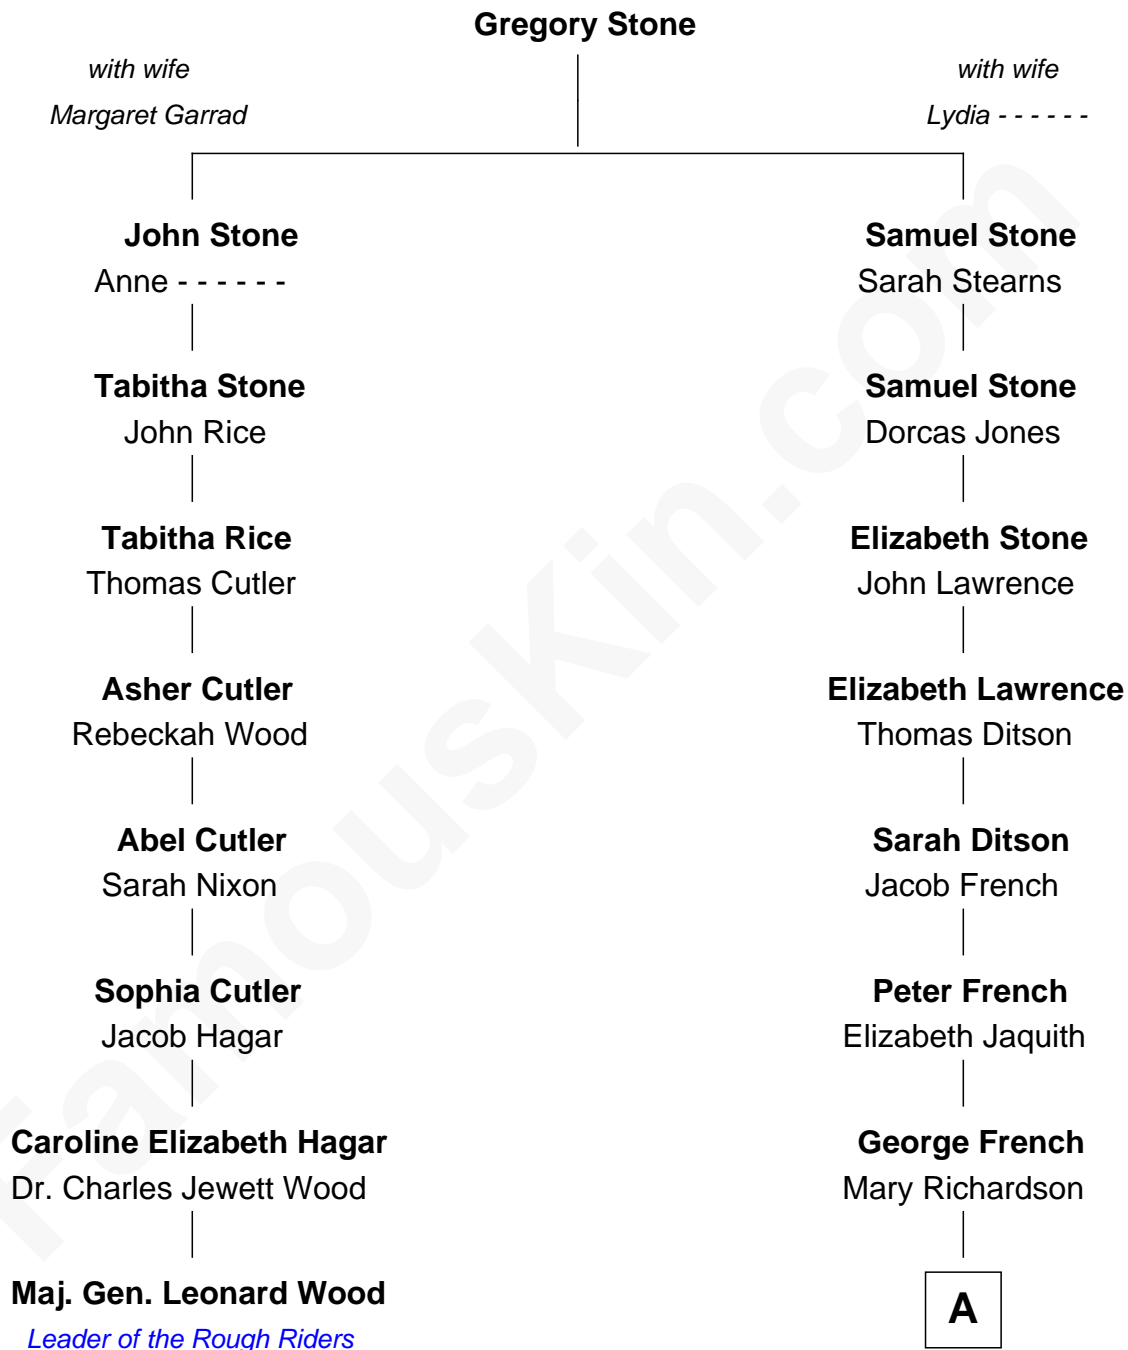 Gregory Stone
with wife
Margaret Garrad
with wife
Lydia - - - - - -
John Stone
Anne - - - - - -
Samuel Stone
Sarah Stearns
Tabitha Stone
John Rice
Samuel Stone
Dorcas Jones
Tabitha Rice
Thomas Cutler
Elizabeth Stone
John Lawrence
Asher Cutler
Rebeckah Wood
Elizabeth Lawrence
Thomas Ditson
Abel Cutler
Sarah Nixon
Sarah Ditson
Jacob French
Sophia Cutler
Jacob Hagar
Peter French
Elizabeth Jaquith
Caroline Elizabeth Hagar
Dr. Charles Jewett Wood
George French
Mary Richardson
Maj. Gen. Leonard Wood
Leader of the Rough Riders
A
FamousKin.com